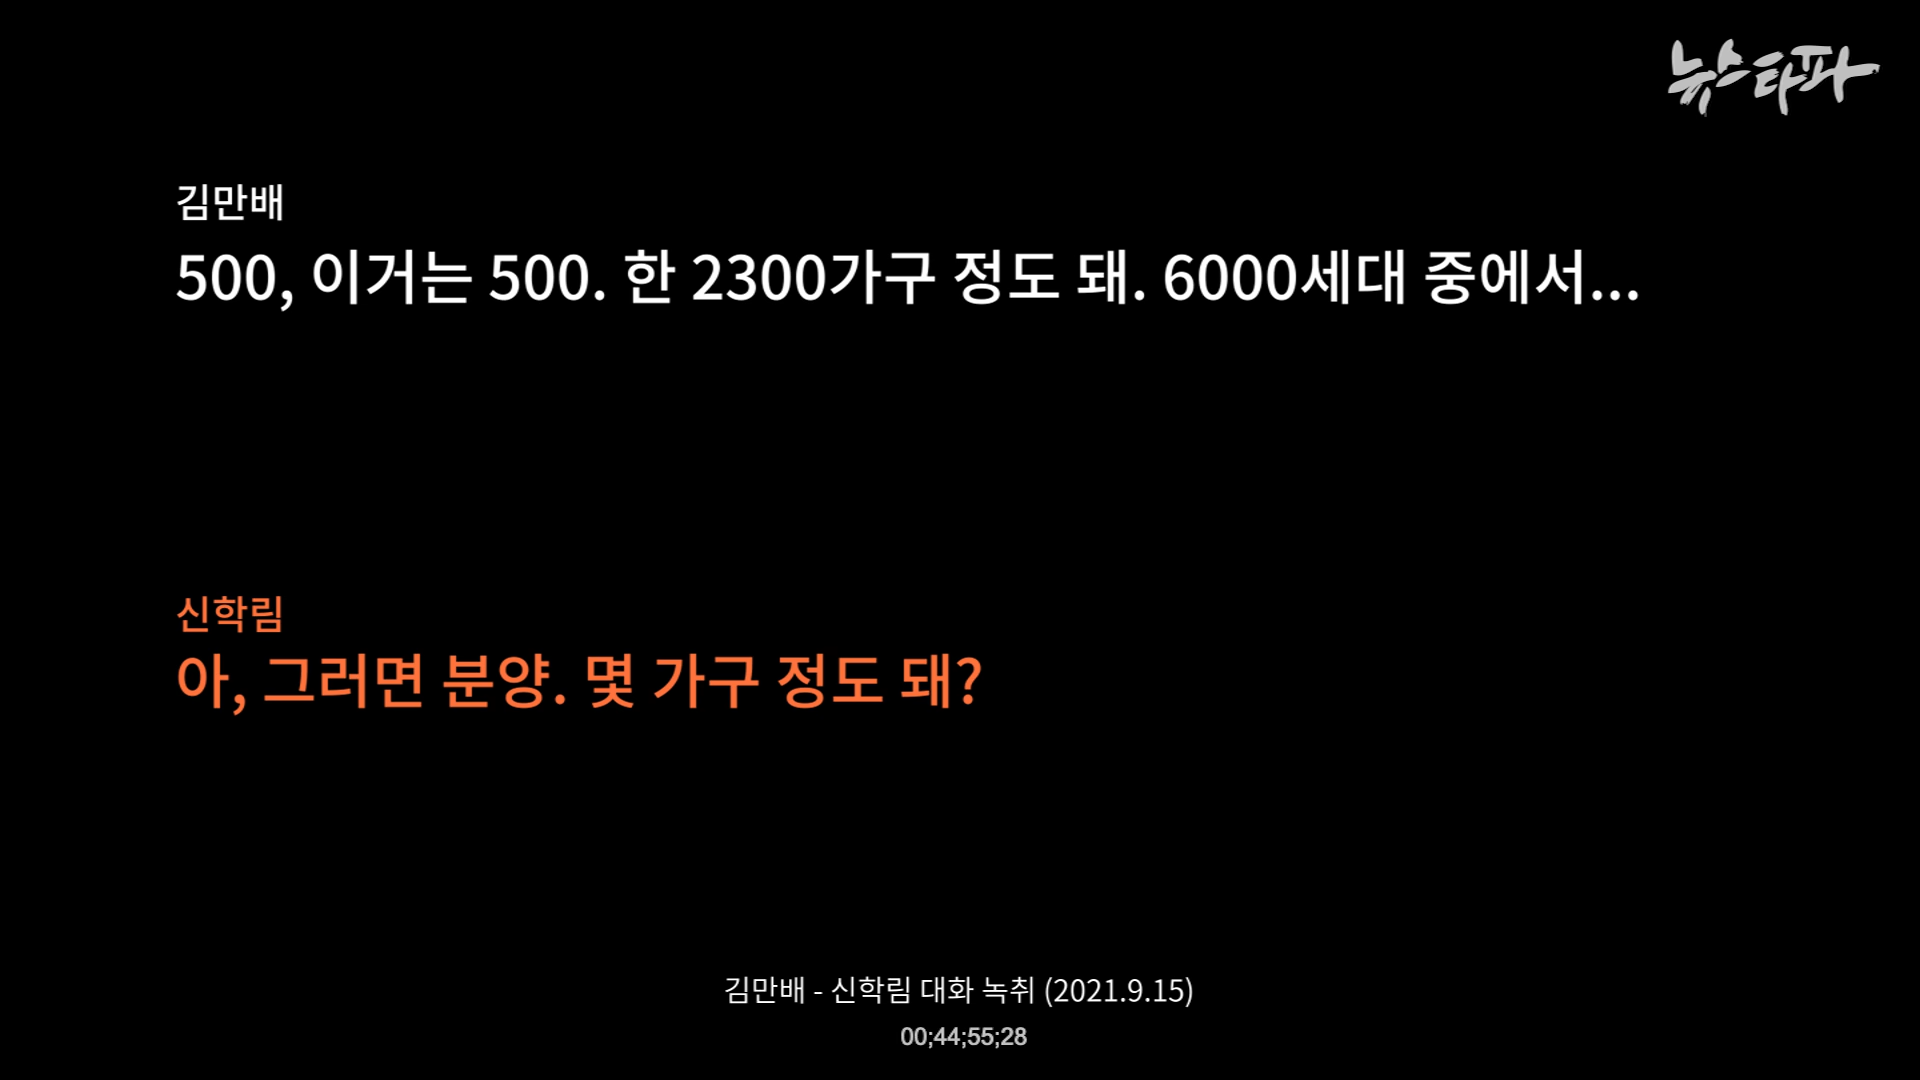 뉴스타파
김만배
500, 이거는 500. 한 2300가구 정도 돼. 6000세대 중에서...
신학림
아, 그러면 분양. 몇 가구 정도 돼?
김만배 - 신학림 대화 녹취 (2021.9.15)
00;44;55;28